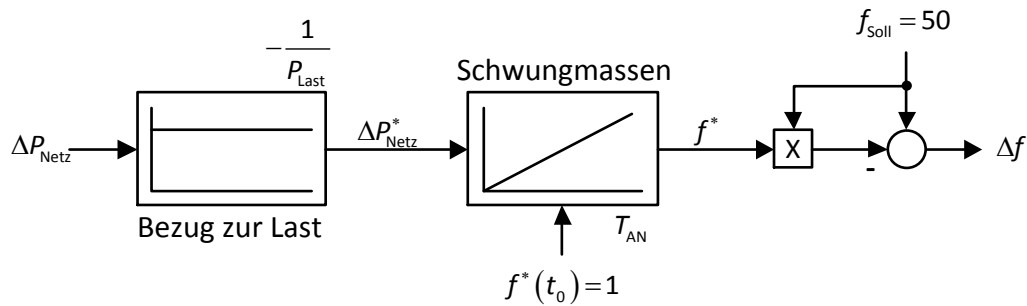 f_Soll = 50
-1/P_Last
Schwungmassen
ΔP_Netz
ΔP*_Netz
f*
X
-
Δf
Bezug zur Last
T_AN
f*(t_0) = 1